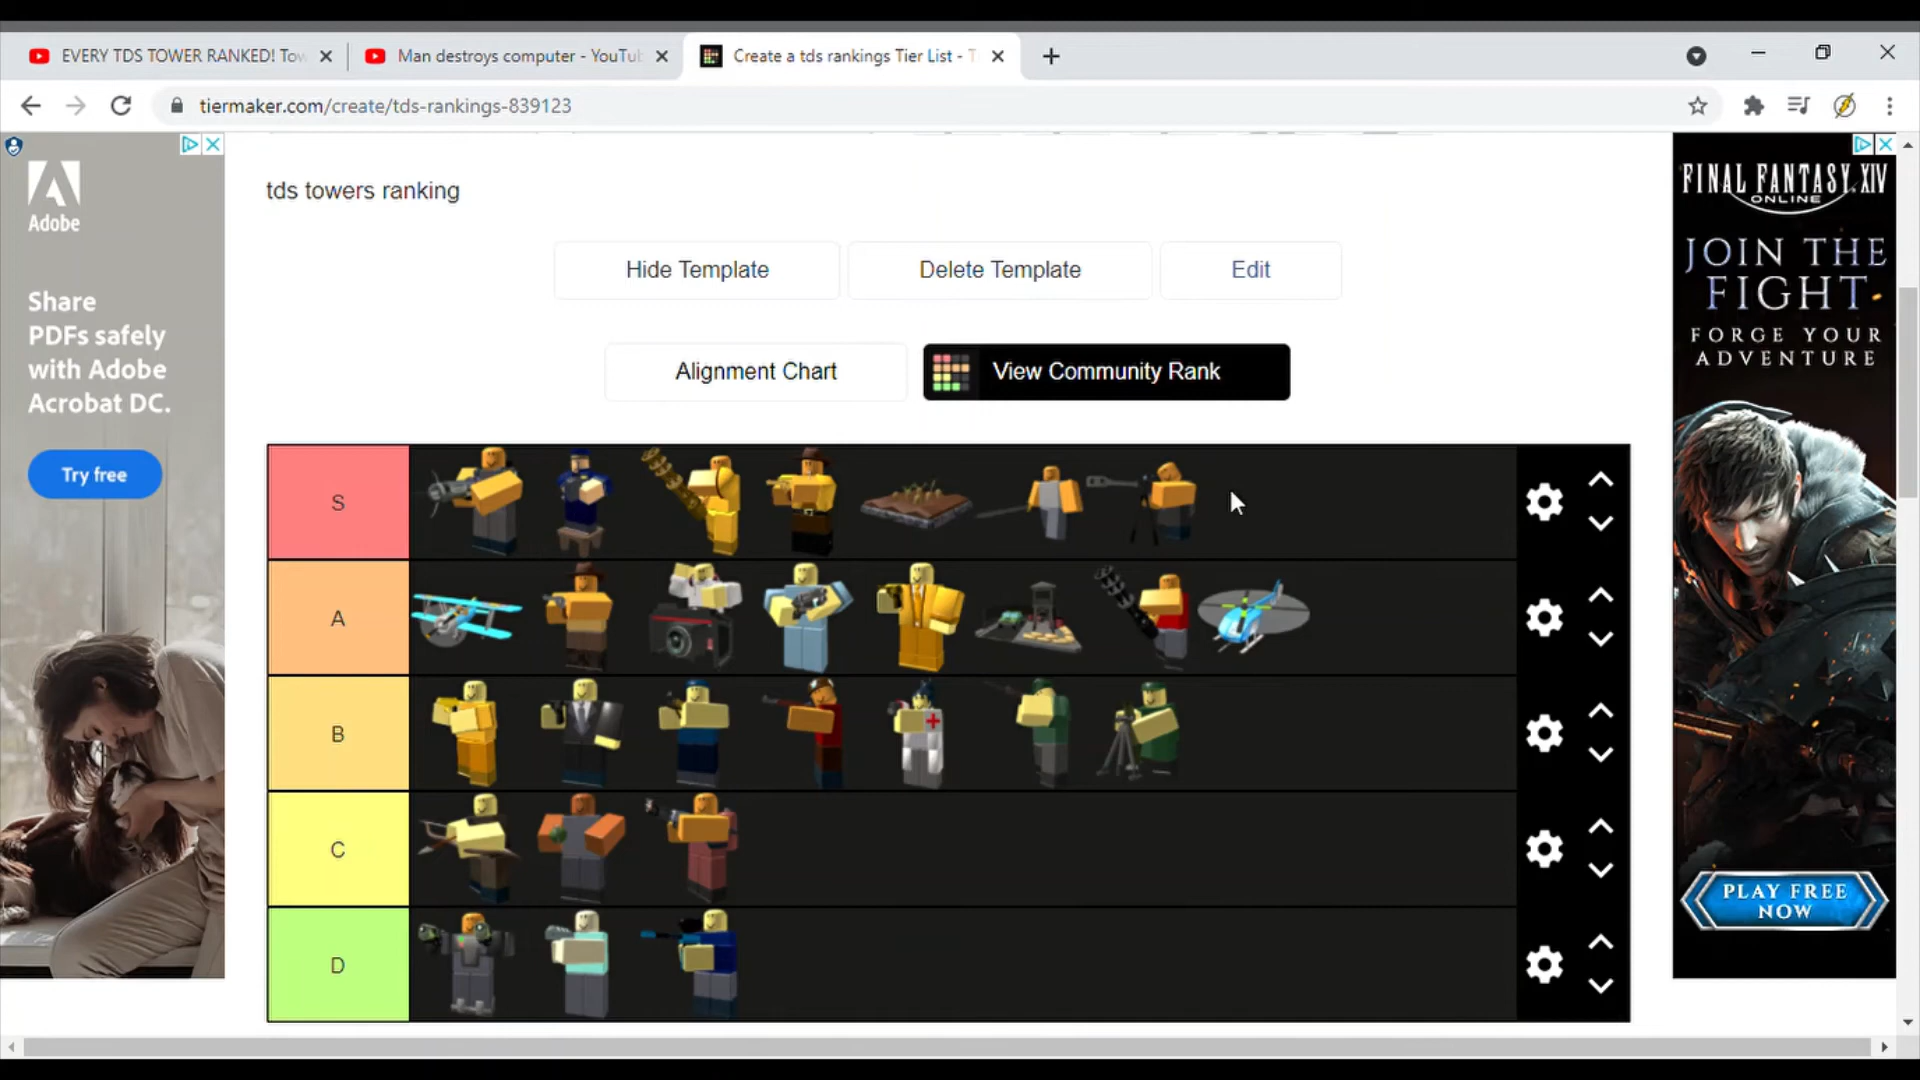 EVERY TDS TOWER RANKED! Tow
Man destroys computer - YouTu
Create a tds rankings Tier List - T
tiermaker.com/create/tds-rankings-839123
Adobe
Share
PDFs safely
with Adobe
Acrobat DC.
Try free
tds towers ranking
Hide Template
Delete Template
Edit
Alignment Chart
View Community Rank
S
A
B
C
D
FINAL FANTASY XIV
ONLINE
JOIN THE
FIGHT
FORGE YOUR
ADVENTURE
PLAY FREE
NOW